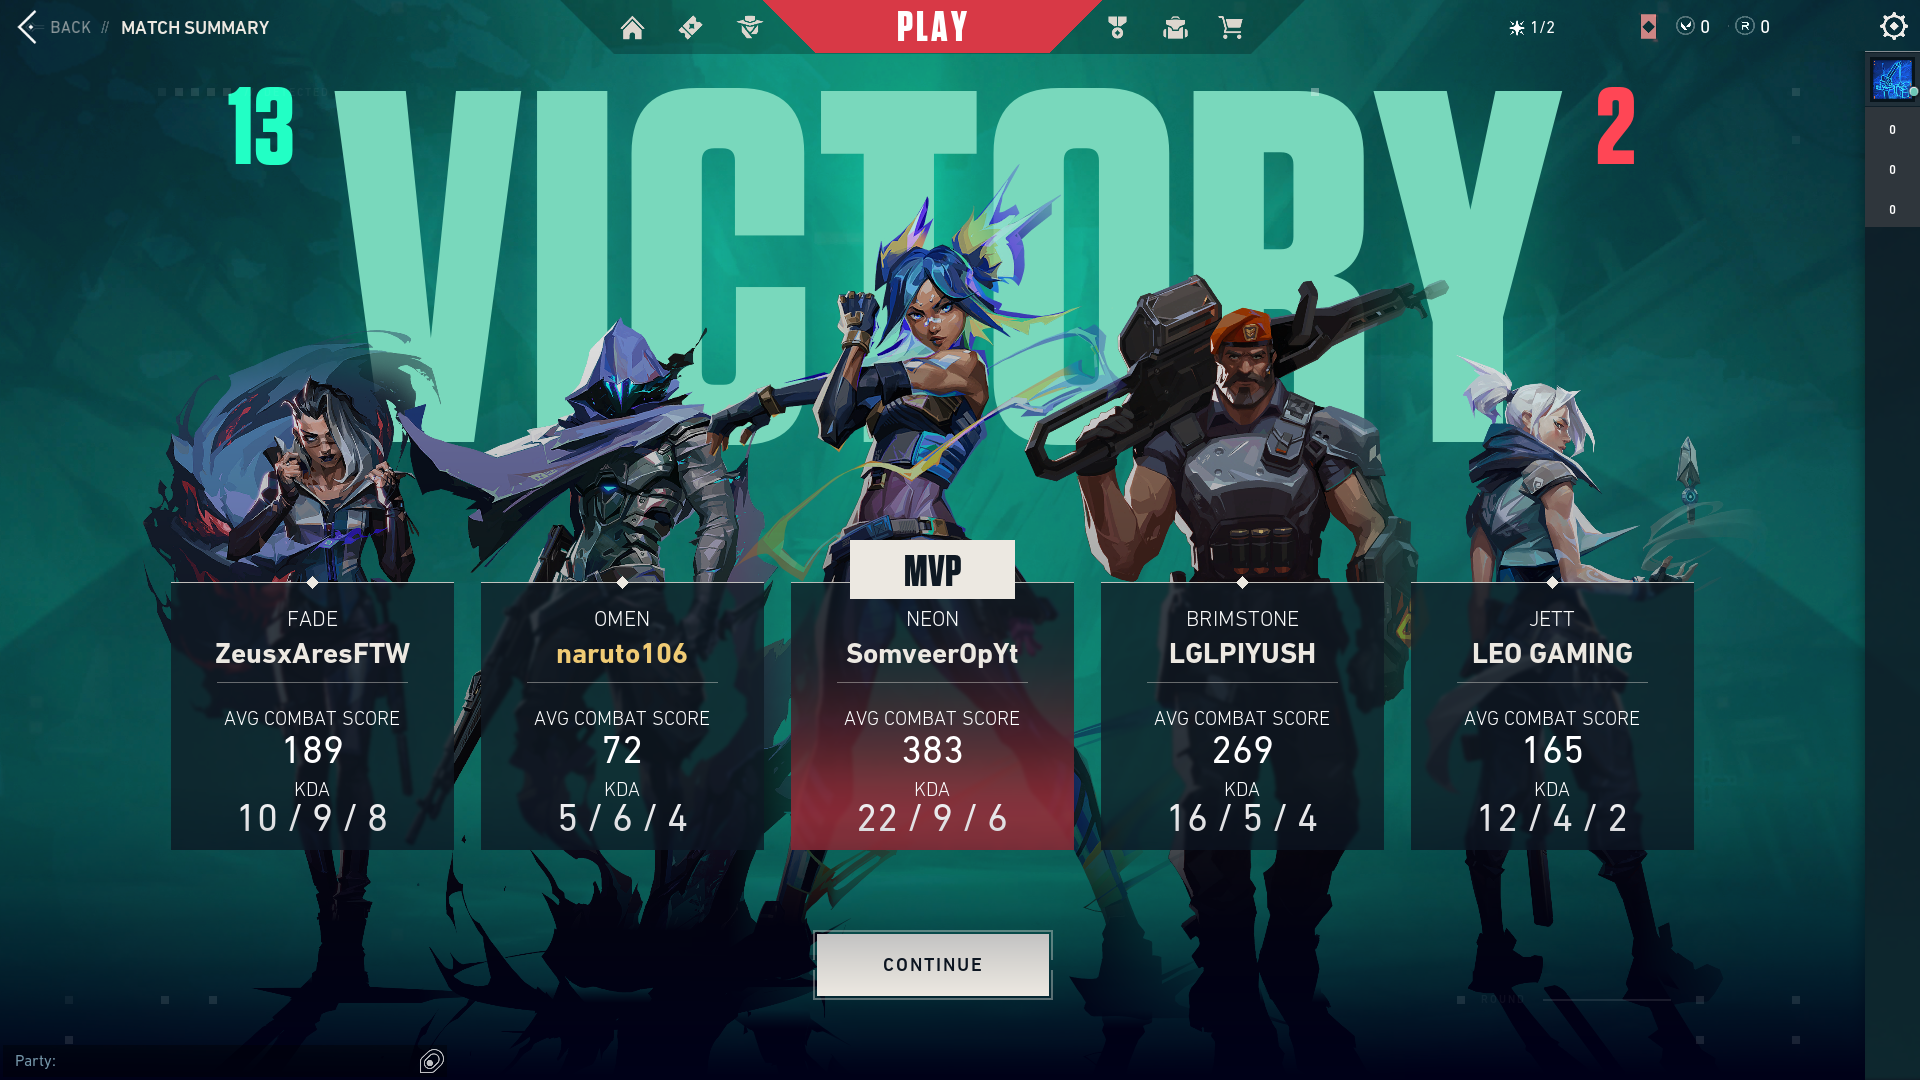 BACK // MATCH SUMMARY
PLAY
1/2
0
0
13
VICTORY
2
0
0
0
MVP
FADE
ZeusxAresFTW
AVG COMBAT SCORE
189
KDA
10 / 9 / 8
OMEN
naruto106
AVG COMBAT SCORE
72
KDA
5 / 6 / 4
NEON
SomveerOpYt
AVG COMBAT SCORE
383
KDA
22 / 9 / 6
BRIMSTONE
LGLPIYUSH
AVG COMBAT SCORE
269
KDA
16 / 5 / 4
JETT
LEO GAMING
AVG COMBAT SCORE
165
KDA
12 / 4 / 2
CONTINUE
Party: